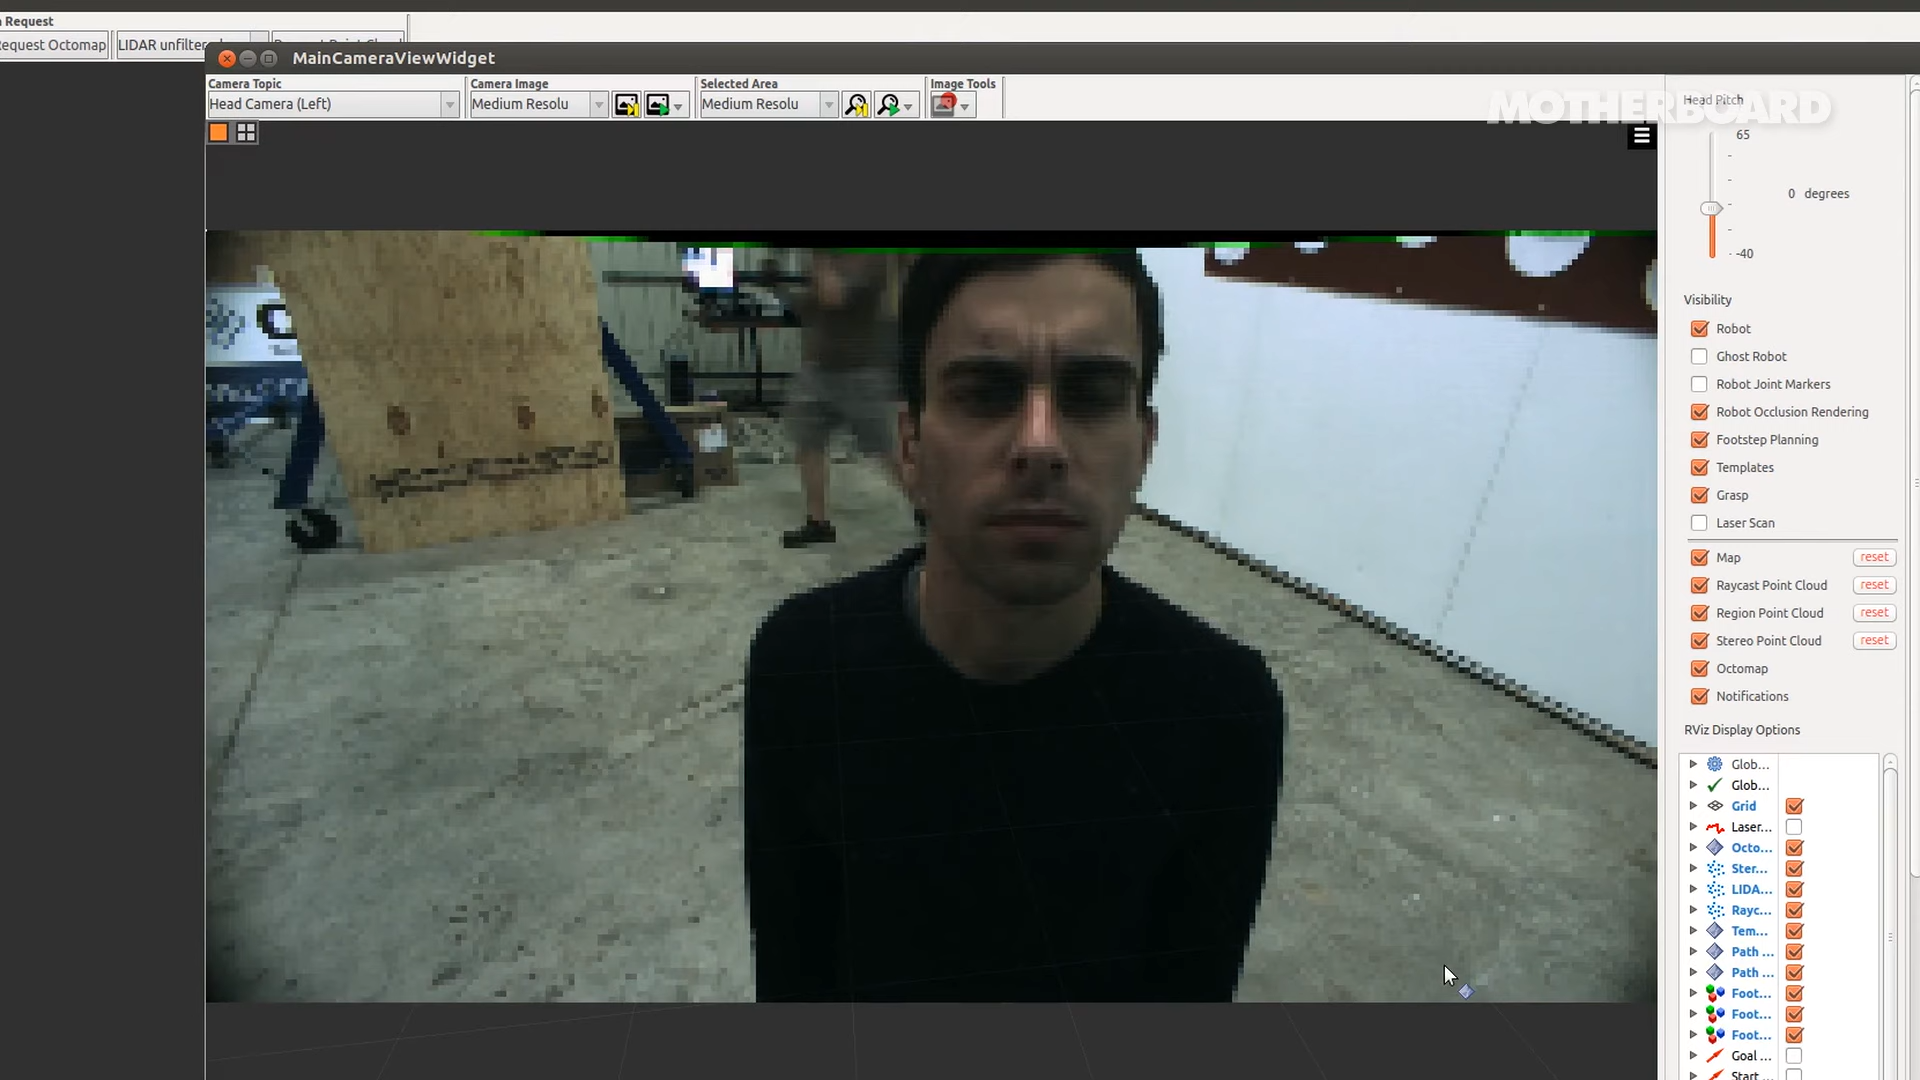 n Request
equest Octomap
LIDAR unfilter
MainCameraViewWidget
Camera Topic
Head Camera (Left)
Camera Image
Medium Resolu
Selected Area
Medium Resolu
Image Tools
MOTHERBOARD
Head Pitch
65
0 degrees
-40
Visibility
Robot
Ghost Robot
Robot Joint Markers
Robot Occlusion Rendering
Footstep Planning
Templates
Grasp
Laser Scan
Map reset
Raycast Point Cloud reset
Region Point Cloud reset
Stereo Point Cloud reset
Octomap
Notifications
RViz Display Options
Glob...
Glob...
Grid
Laser...
Octo...
Ster...
LIDA...
Rayc...
Tem...
Path ...
Path ...
Foot...
Foot...
Foot...
Goal ...
Start